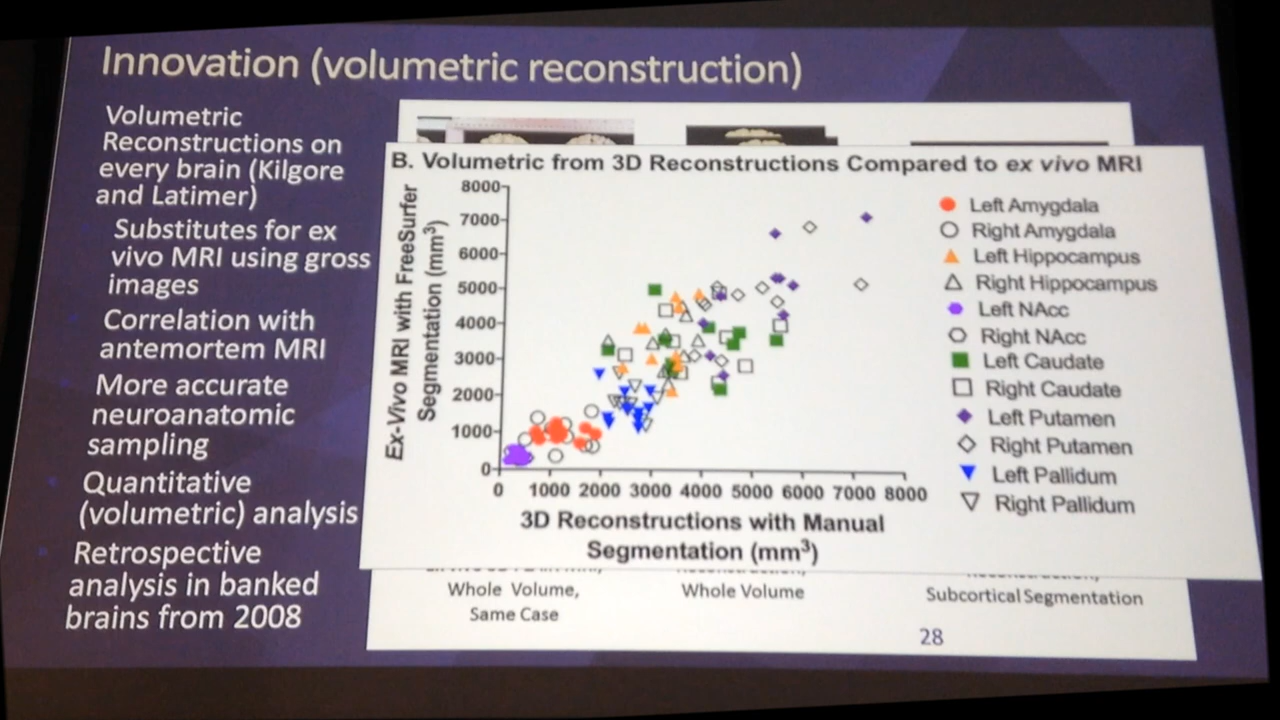 Innovation (volumetric reconstruction)
Volumetric
Reconstructions on
every brain (Kilgore
and Latimer)
Substitutes for ex
vivo MRI using gross
images
Correlation with
antemortem MRI
More accurate
neuroanatomic
sampling
Quantitative
(volumetric) analysis
Retrospective
analysis in banked
brains from 2008
B. Volumetric from 3D Reconstructions Compared to ex vivo MRI
Ex-Vivo MRI with FreeSurfer
Segmentation (mm³)
8000
7000
6000
5000
4000
3000
2000
1000
0
0 1000 2000 3000 4000 5000 6000 7000 8000
3D Reconstructions with Manual
Segmentation (mm³)
Left Amygdala
Right Amygdala
Left Hippocampus
Right Hippocampus
Left NAcc
Right NAcc
Left Caudate
Right Caudate
Left Putamen
Right Putamen
Left Pallidum
Right Pallidum
Whole Volume,
Same Case
Whole Volume
Subcortical Segmentation
28